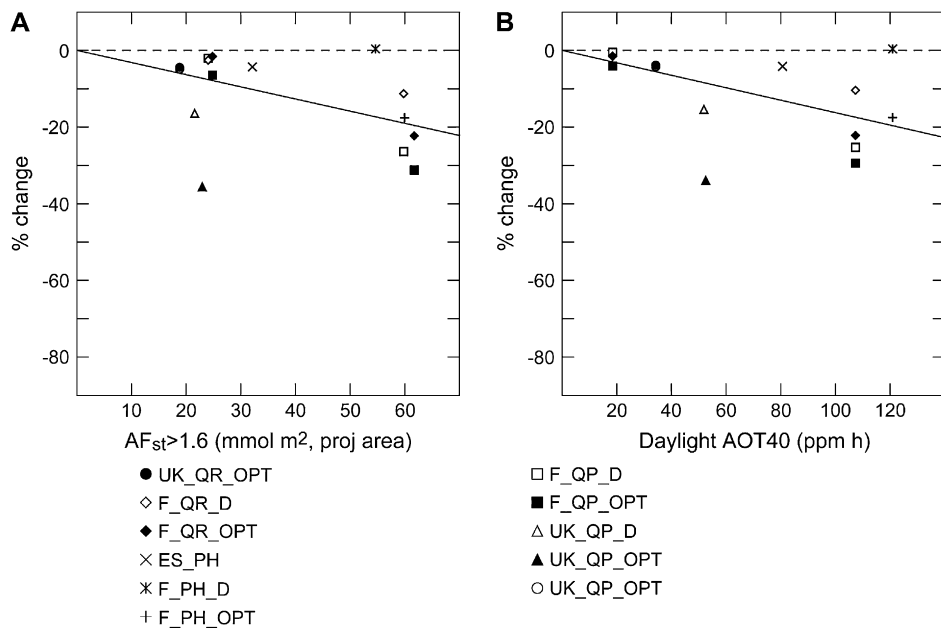 A
% change
0
-20
-40
-60
-80
10 20 30 40 50 60
AFst>1.6 (mmol m2, proj area)
B
% change
0
-20
-40
-60
-80
20 40 60 80 100 120
Daylight AOT40 (ppm h)
UK_QR_OPT
F_QR_D
F_QR_OPT
ES_PH
F_PH_D
F_PH_OPT
F_QP_D
F_QP_OPT
UK_QP_D
UK_QP_OPT
UK_QP_OPT